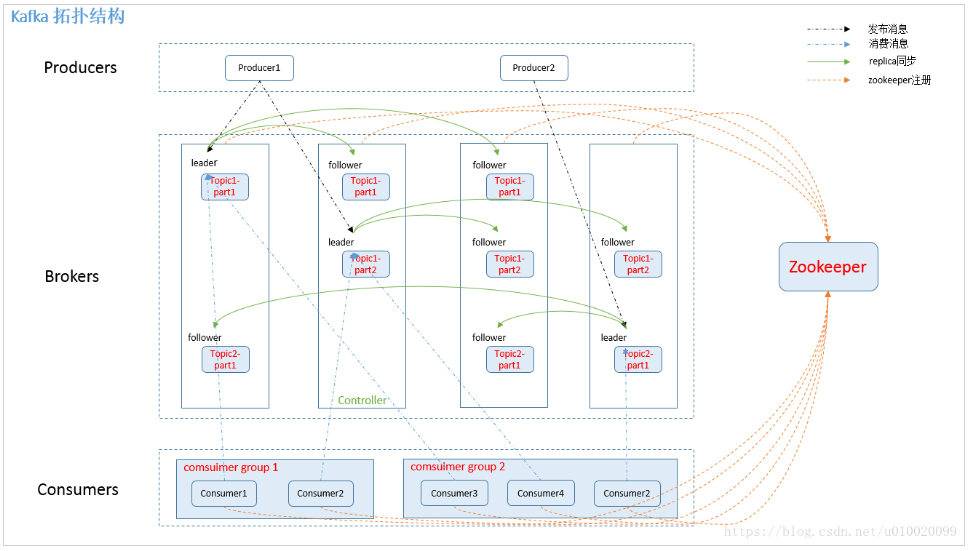 Kafka 拓扑结构
发布消息
消费消息
replica同步
zookeeper注册
Producers
Producer1
Producer2
leader
follower
follower
Topic1-
part1
Topic1-
part1
Topic1-
part1
leader
follower
follower
Topic1-
part2
Topic1-
part2
Topic1-
part2
Brokers
Zookeeper
follower
follower
leader
Topic2-
part1
Topic2-
part1
Topic2-
part1
Controller
Consumers
comsuimer group 1
comsuimer group 2
Consumer1
Consumer2
Consumer3
Consumer4
Consumer2
https://blog.csdn.net/u010020099